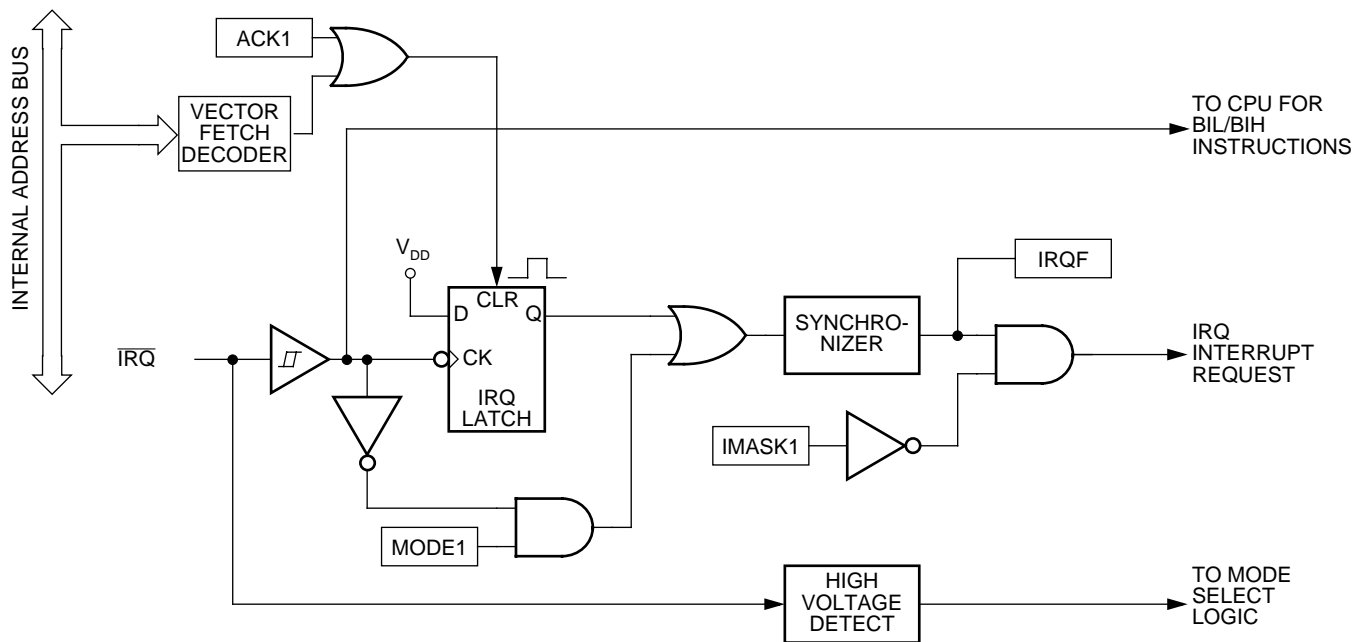 INTERNAL ADDRESS BUS
ACK1
VECTOR
FETCH
DECODER
TO CPU FOR
BIL/BIH
INSTRUCTIONS
VDD
CLR
D
Q
CK
IRQ
LATCH
IRQ
SYNCHRO-
NIZER
IRQF
IRQ
INTERRUPT
REQUEST
IMASK1
MODE1
HIGH
VOLTAGE
DETECT
TO MODE
SELECT
LOGIC